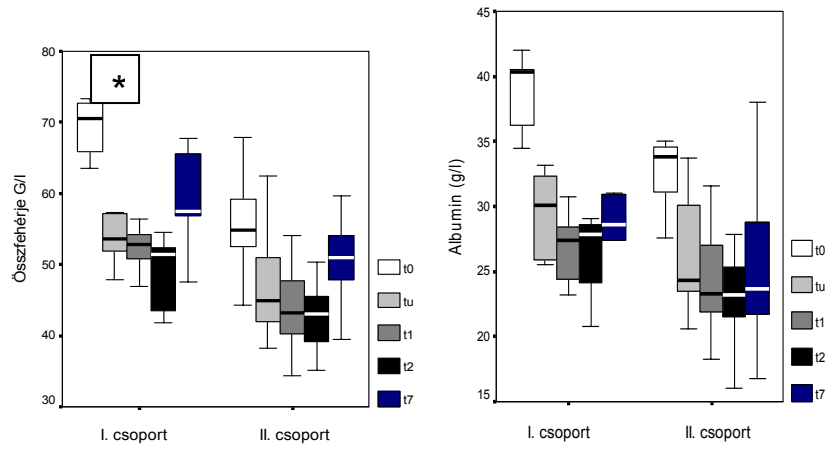 80
70
60
50
40
30
Összfehérje G/l
*
I. csoport
II. csoport
t0
tu
t1
t2
t7
45
40
35
30
25
20
15
Albumin (g/l)
I. csoport
II. csoport
t0
tu
t1
t2
t7